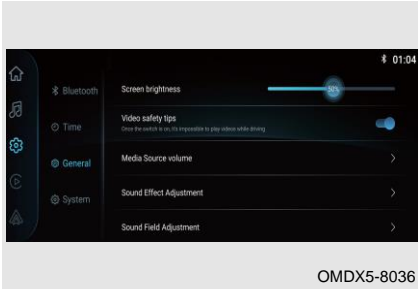 01:04
Bluetooth
Screen brightness
50%
Time
Video safety tips
Once the switch is on, it's impossible to play videos while driving
General
Media Source volume
System
Sound Effect Adjustment
Sound Field Adjustment
OMDX5-8036